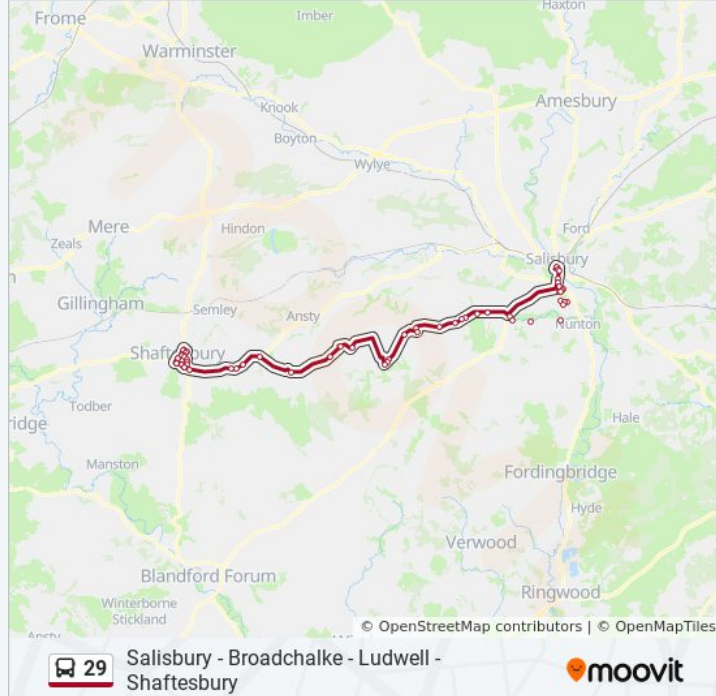 Haxton
Imber
Frome
Warminster
Amesbury
Knook
Boyton
Wylye
Mere
Hindon
Ford
Zeals
Salisbury
Gillingham
Semley
Ansty
Nunton
Shaftesbury
Todber
ridge
Hale
Manston
Fordingbridge
Hyde
Verwood
Blandford Forum
Ringwood
Winterborne
Stickland
Ansty
© OpenStreetMap contributors | © OpenMapTiles
29
Salisbury - Broadchalke - Ludwell -
Shaftesbury
moovit